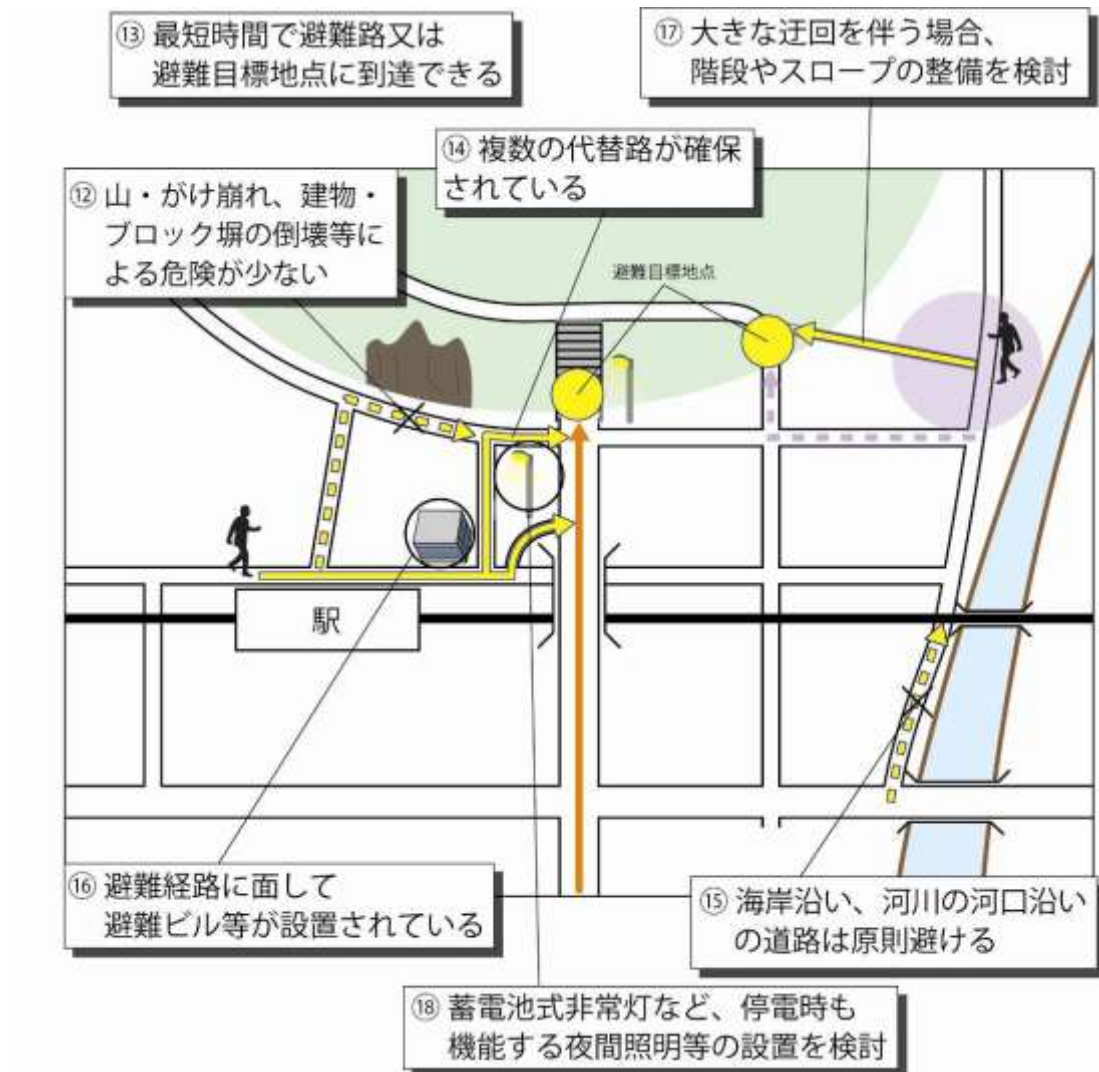 ⑬ 最短時間で避難路又は
避難目標地点に到達できる
⑰ 大きな迂回を伴う場合、
階段やスロープの整備を検討
⑭ 複数の代替路が確保
されている
⑫ 山・がけ崩れ、建物・
ブロック塀の倒壊等に
よる危険が少ない
避難目標地点
駅
⑯ 避難経路に面して
避難ビル等が設置されている
⑮ 海岸沿い、河川の河口沿い
の道路は原則避ける
⑱ 蓄電池式非常灯など、停電時も
機能する夜間照明等の設置を検討